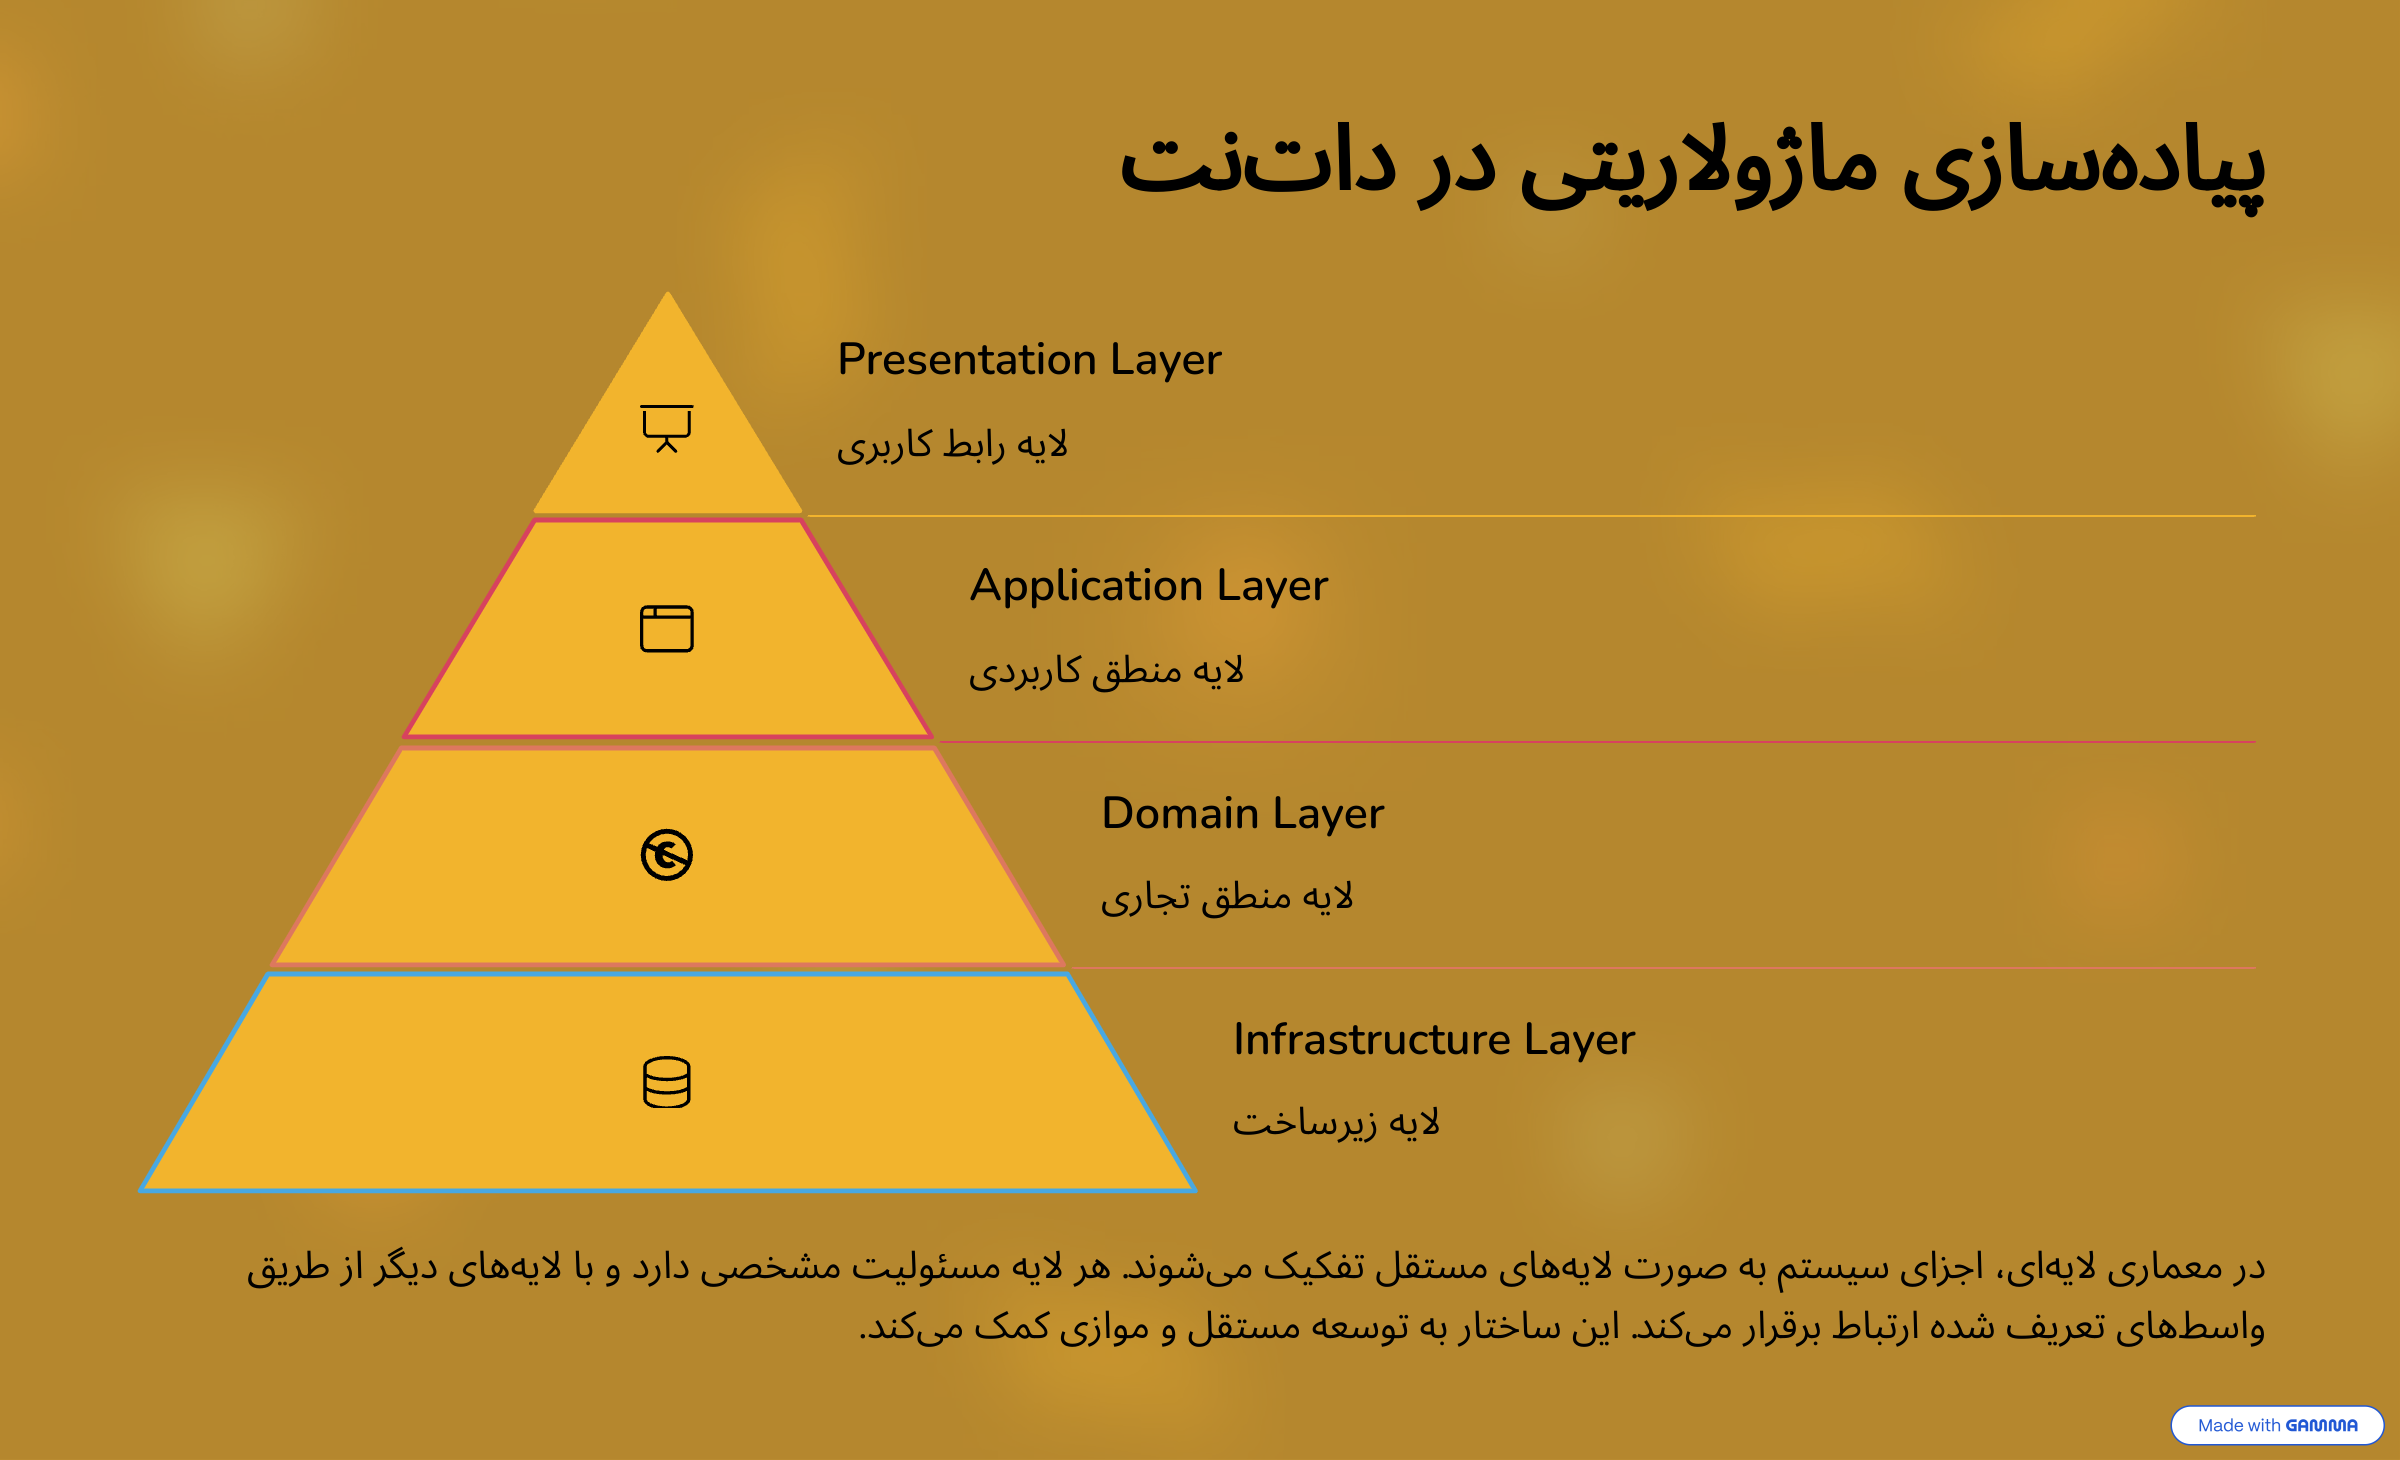 پیاده‌سازی ماژولاریتی در دات‌نت
Presentation Layer
لایه رابط کاربری
Application Layer
لایه منطق کاربردی
Domain Layer
لایه منطق تجاری
Infrastructure Layer
لایه زیرساخت
در معماری لایه‌ای، اجزای سیستم به صورت لایه‌های مستقل تفکیک می‌شوند. هر لایه مسئولیت مشخصی دارد و با لایه‌های دیگر از طریق
واسط‌های تعریف شده ارتباط برقرار می‌کند. این ساختار به توسعه مستقل و موازی کمک می‌کند.
Made with GAMMA